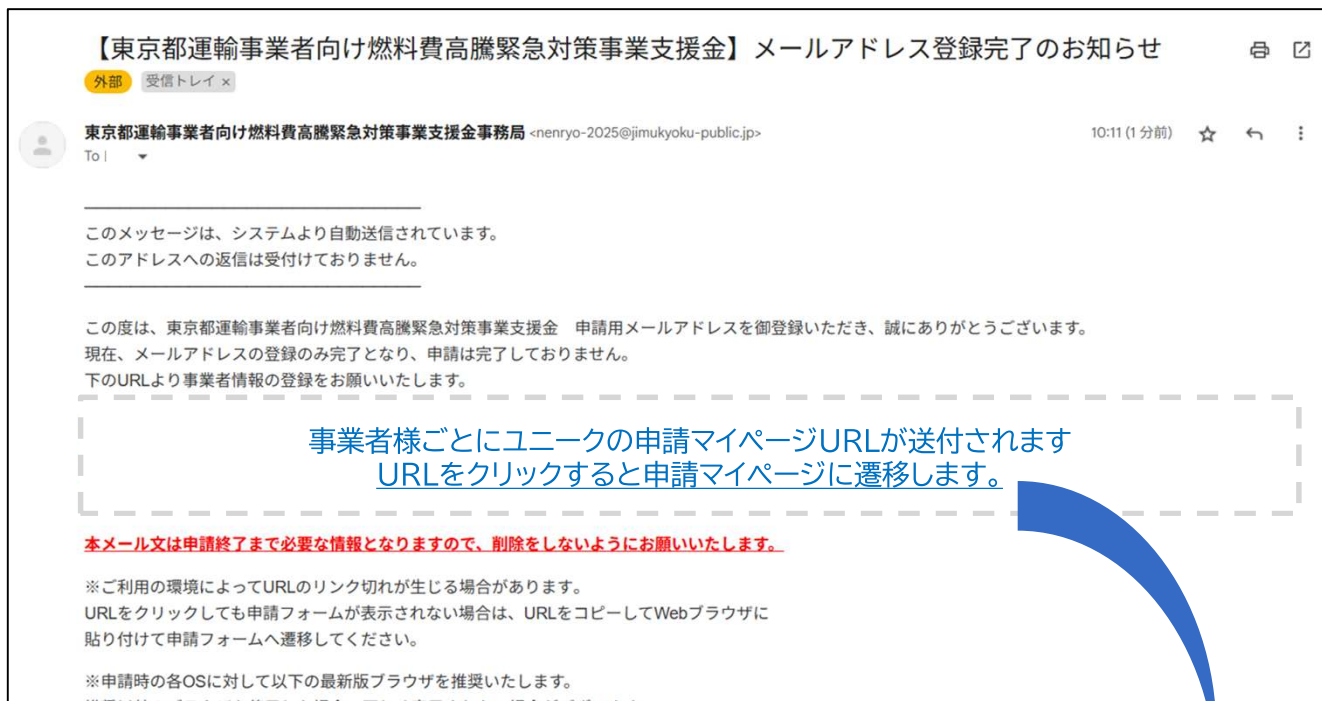 【東京都運輸事業者向け燃料費高騰緊急対策事業支援金】メールアドレス登録完了のお知らせ
外部 受信トレイ ×
東京都運輸事業者向け燃料費高騰緊急対策事業支援金事務局 <nenryo-2025@jimukyoku-public.jp> 10:11 (1 分前)
To
このメッセージは、システムより自動送信されています。
このアドレスへの返信は受付けておりません。
この度は、東京都運輸事業者向け燃料費高騰緊急対策事業支援金　申請用メールアドレスを御登録いただき、誠にありがとうございます。
現在、メールアドレスの登録のみ完了となり、申請は完了しておりません。
下のURLより事業者情報の登録をお願いいたします。
事業者様ごとにユニークの申請マイページURLが送付されます
URLをクリックすると申請マイページに遷移します。
本メール文は申請終了まで必要な情報となりますので、削除をしないようにお願いいたします。
※ご利用の環境によってURLのリンク切れが生じる場合があります。
URLをクリックしても申請フォームが表示されない場合は、URLをコピーしてWebブラウザに
貼り付けて申請フォームへ遷移してください。
※申請時の各OSに対して以下の最新版ブラウザを推奨いたします。